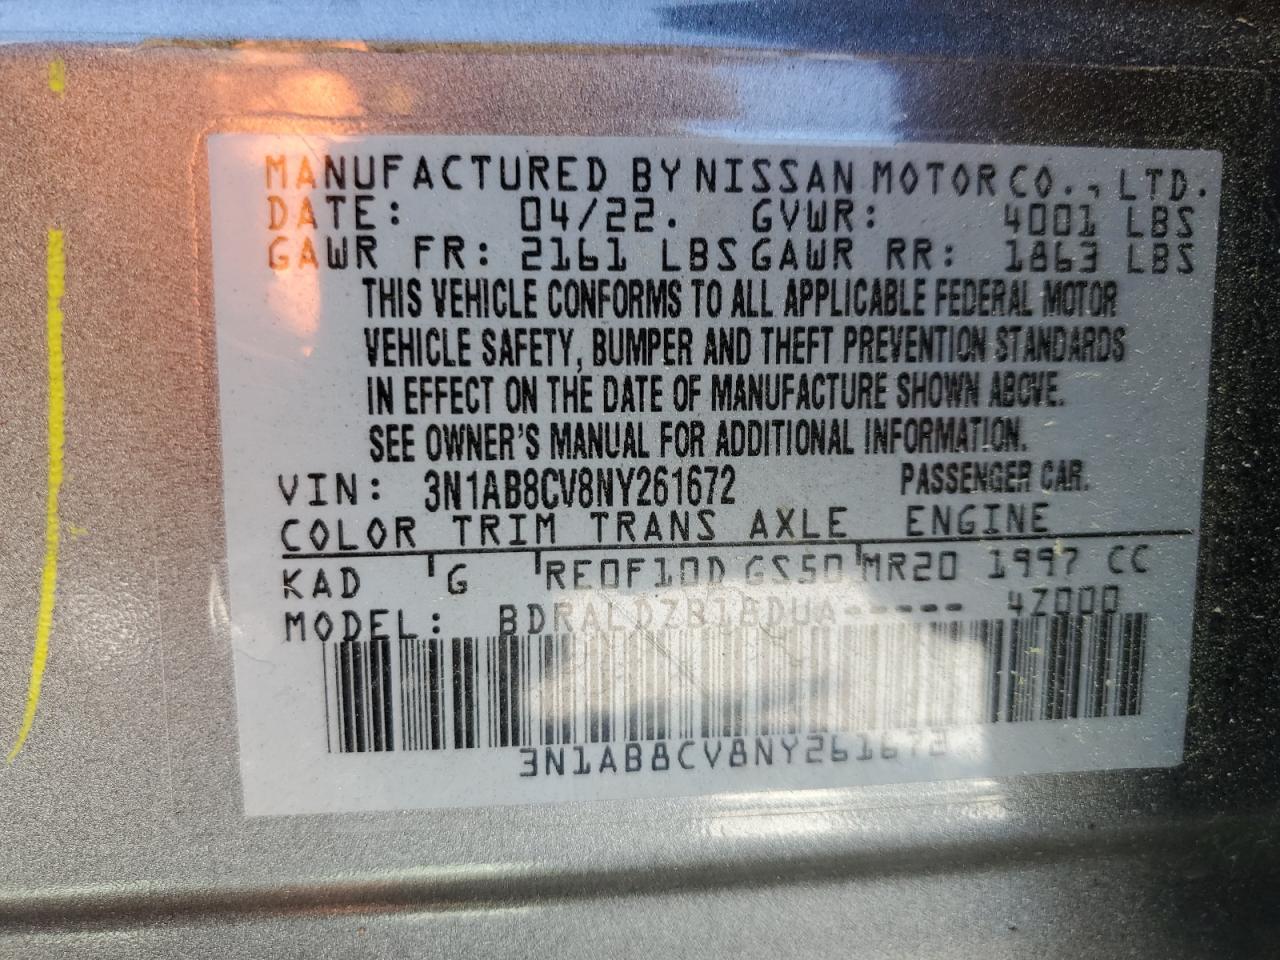 MANUFACTURED BY NISSAN MOTOR CO., LTD.
DATE: 04/22. GVWR: 4001 LBS
GAWR FR: 2161 LBS GAWR RR: 1863 LBS
THIS VEHICLE CONFORMS TO ALL APPLICABLE FEDERAL MOTOR
VEHICLE SAFETY, BUMPER AND THEFT PREVENTION STANDARDS
IN EFFECT ON THE DATE OF MANUFACTURE SHOWN ABOVE.
SEE OWNER'S MANUAL FOR ADDITIONAL INFORMATION.
VIN: 3N1AB8CV8NY261672 PASSENGER CAR.
COLOR TRIM TRANS AXLE ENGINE
KAD G RE0F10D GS50 MR20 1997 CC
MODEL: BDRALDZB18DUA----- 4Z000
3N1AB8CV8NY261672